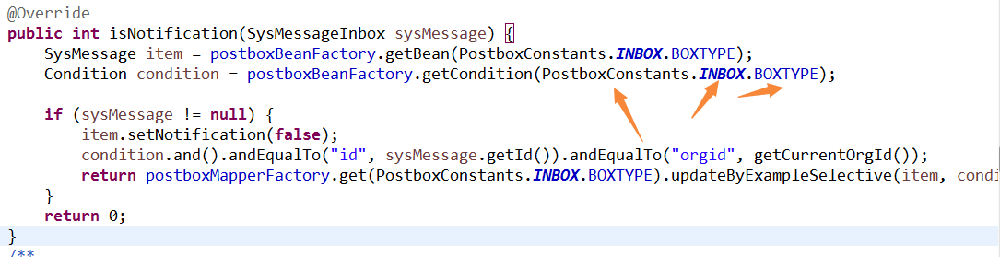 @Override
public int isNotification(SysMessageInbox sysMessage) {
    SysMessage item = postboxBeanFactory.getBean(PostboxConstants.INBOX.BOXTYPE);
    Condition condition = postboxBeanFactory.getCondition(PostboxConstants.INBOX.BOXTYPE);
    if (sysMessage != null) {
        item.setNotification(false);
        condition.and().andEqualTo("id", sysMessage.getId()).andEqualTo("orgid", getCurrentOrgId());
        return postboxMapperFactory.get(PostboxConstants.INBOX.BOXTYPE).updateByExampleSelective(item, condi
    }
    return 0;
}
/**